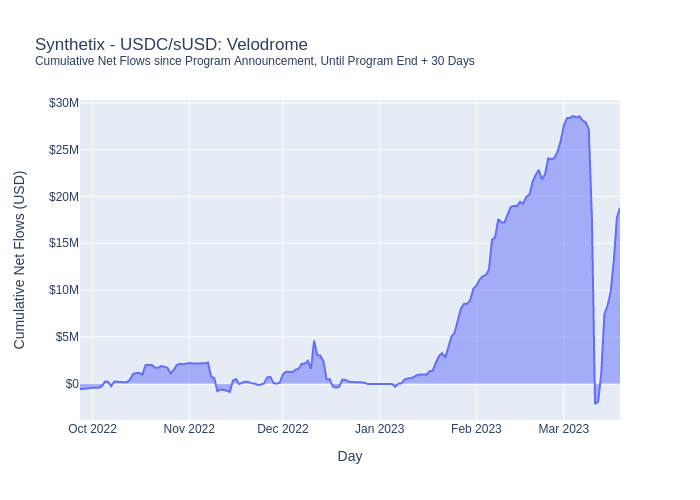 Synthetix - USDC/sUSD: Velodrome
Cumulative Net Flows since Program Announcement, Until Program End + 30 Days
$30M
$25M
$20M
$15M
$10M
$5M
$0
Cumulative Net Flows (USD)
Oct 2022 Nov 2022 Dec 2022 Jan 2023 Feb 2023 Mar 2023
Day